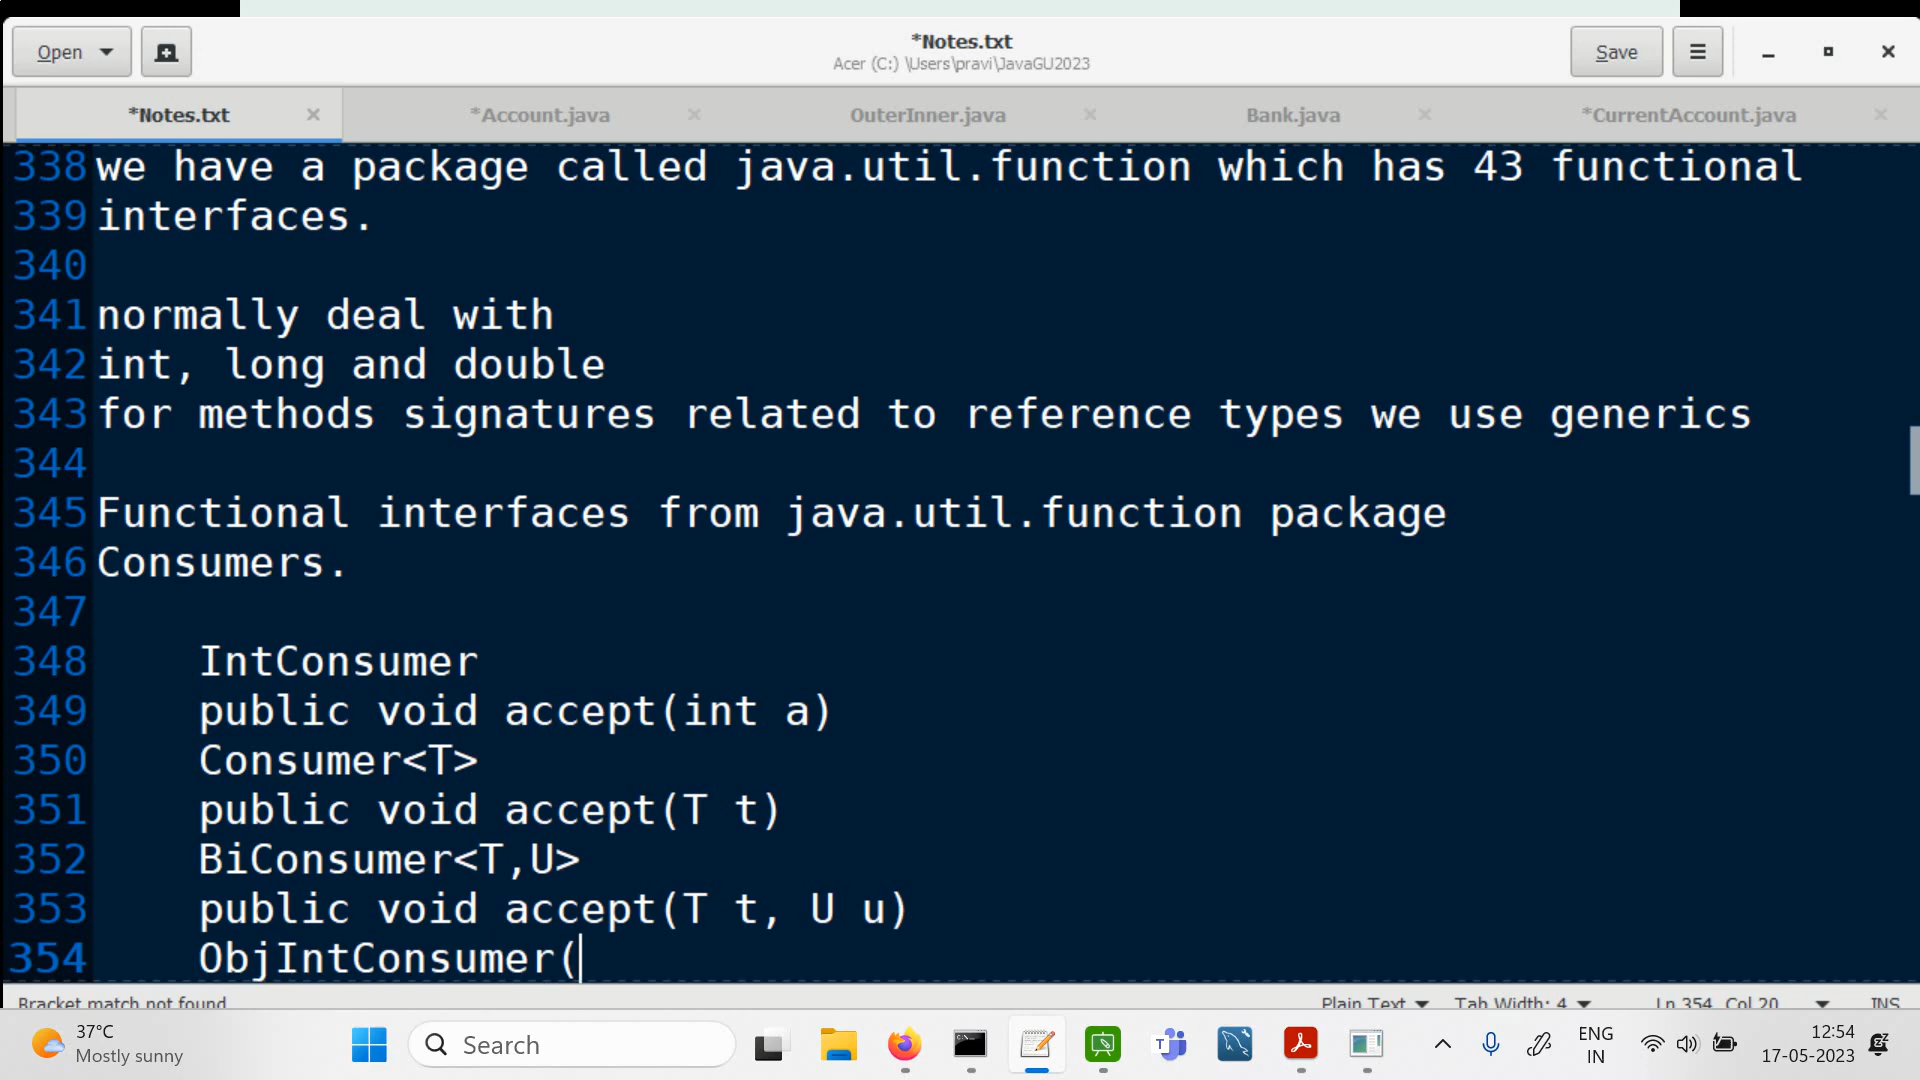 Open
*Notes.txt
Acer (C:) \Users\pravi\JavaGU2023
Save
*Notes.txt
*Account.java
OuterInner.java
Bank.java
*CurrentAccount.java
338 we have a package called java.util.function which has 43 functional
339 interfaces.
340
341 normally deal with
342 int, long and double
343 for methods signatures related to reference types we use generics
344
345 Functional interfaces from java.util.function package
346 Consumers.
347
348 IntConsumer
349 public void accept(int a)
350 Consumer<T>
351 public void accept(T t)
352 BiConsumer<T,U>
353 public void accept(T t, U u)
354 ObjIntConsumer(
Bracket match not found
Plain Text
Tab Width: 4
Ln 354, Col 20
INS
37°C
Mostly sunny
Search
ENG
IN
12:54
17-05-2023